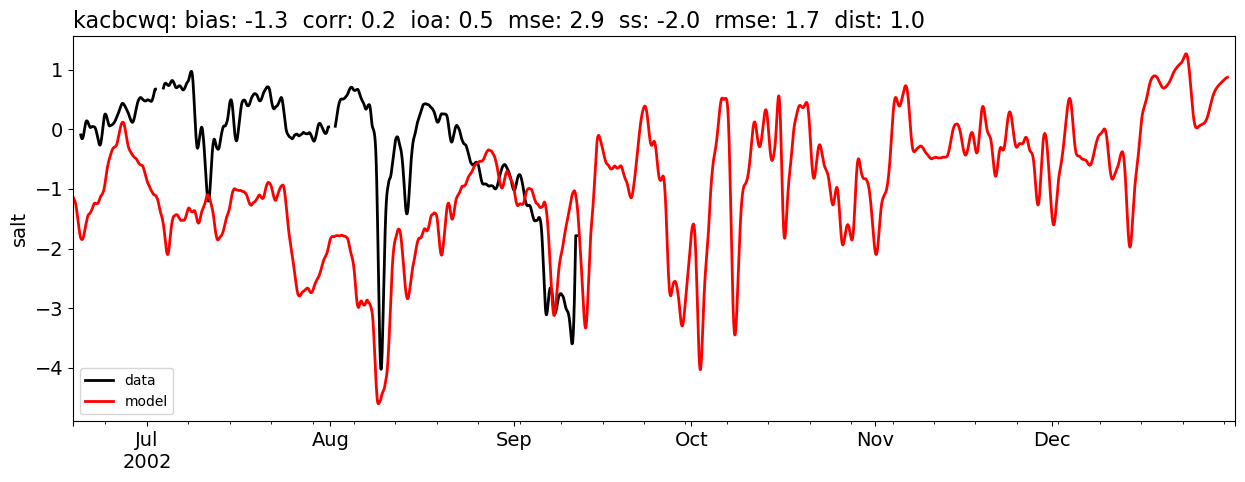 kacbcwq: bias: -1.3  corr: 0.2  ioa: 0.5  mse: 2.9  ss: -2.0  rmse: 1.7  dist: 1.0
1
0
−1
−2
−3
−4
salt
data
model
Jul
2002
Aug
Sep
Oct
Nov
Dec